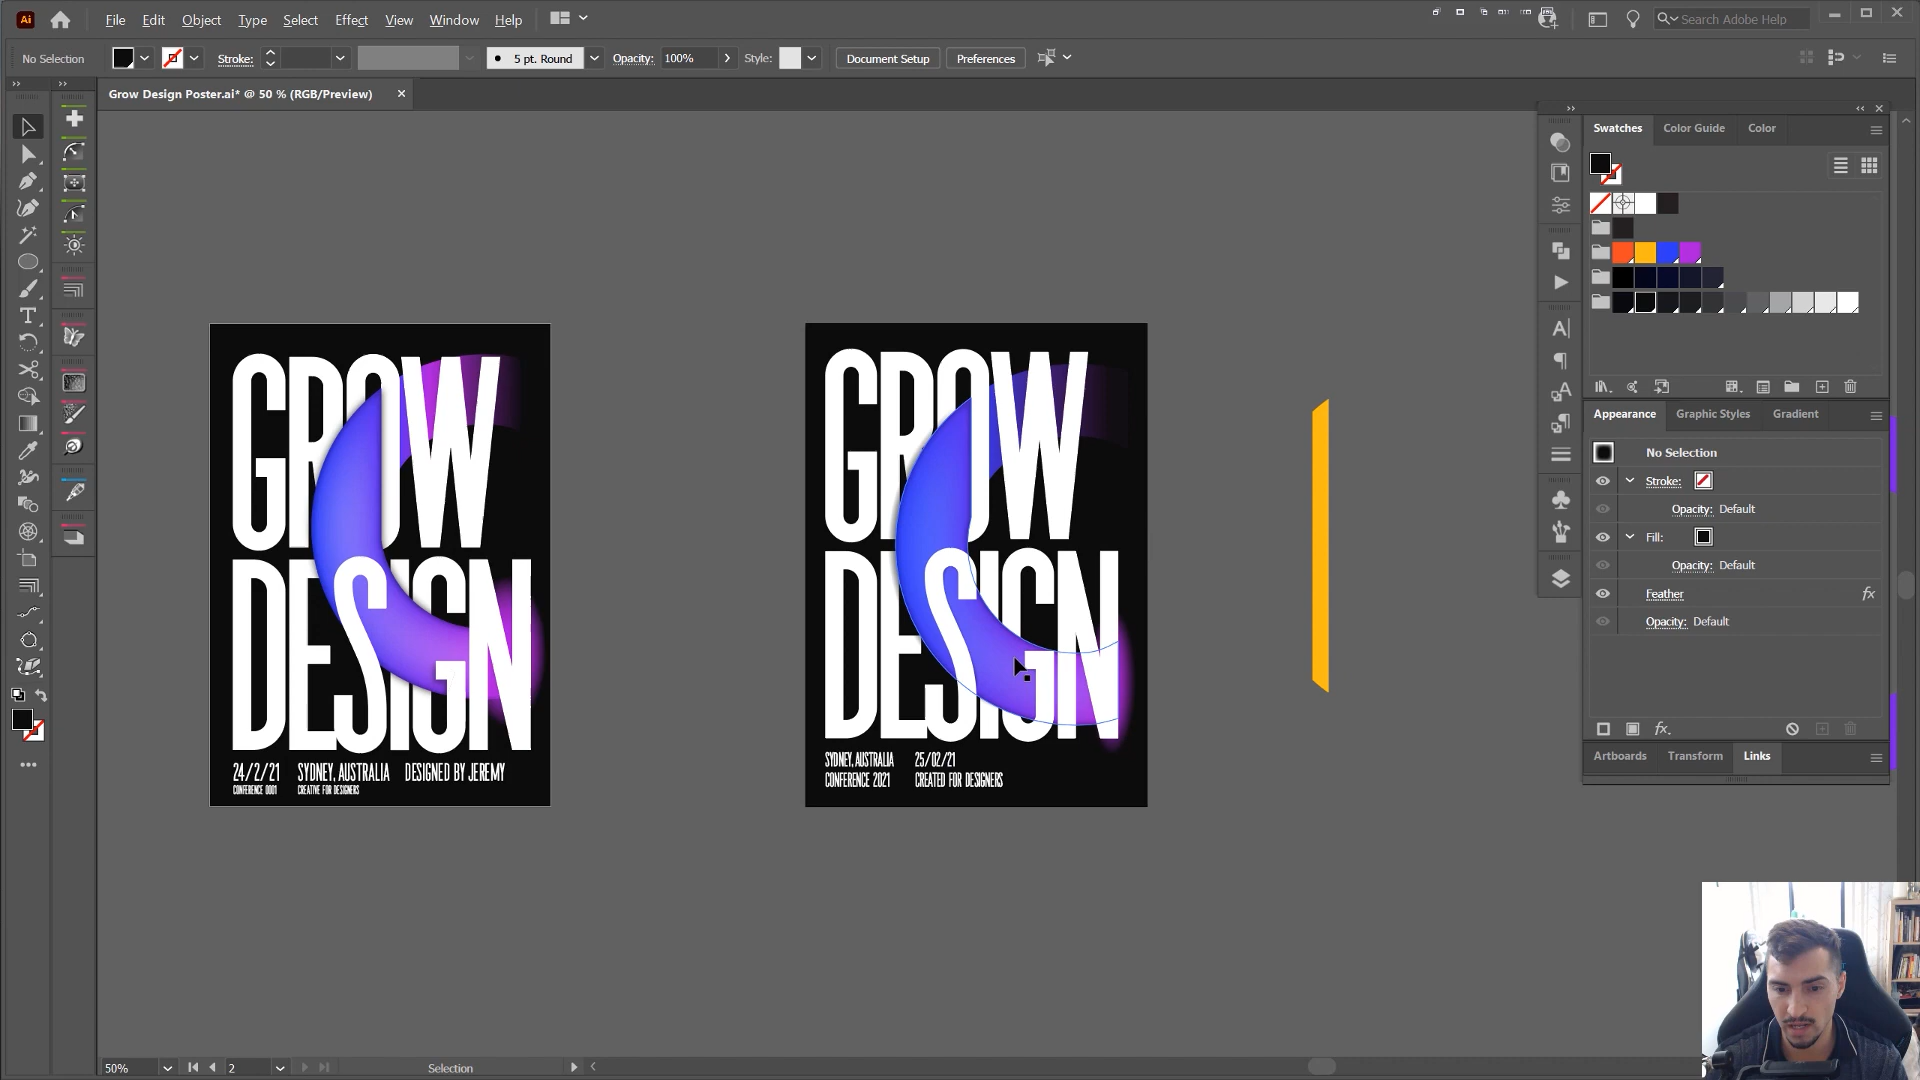 Ai
File Edit Object Type Select Effect View Window Help
Search Adobe Help
No Selection
Stroke:
5 pt. Round
Opacity: 100%
Style:
Document Setup
Preferences
Grow Design Poster.ai* @ 50 % (RGB/Preview)
Swatches
Color Guide
Color
GROW
DESIGN
24/2/21
SYDNEY, AUSTRALIA
DESIGNED BY JEREMY
CONFERENCE 0001
CREATIVE FOR DESIGNERS
GROW
DESIGN
SYDNEY, AUSTRALIA
25/02/21
CONFERENCE 2021
CREATED FOR DESIGNERS
Appearance
Graphic Styles
Gradient
No Selection
Stroke:
Opacity: Default
Fill:
Opacity: Default
Feather
fx
Opacity: Default
fx.
Artboards
Transform
Links
50%
2
Selection